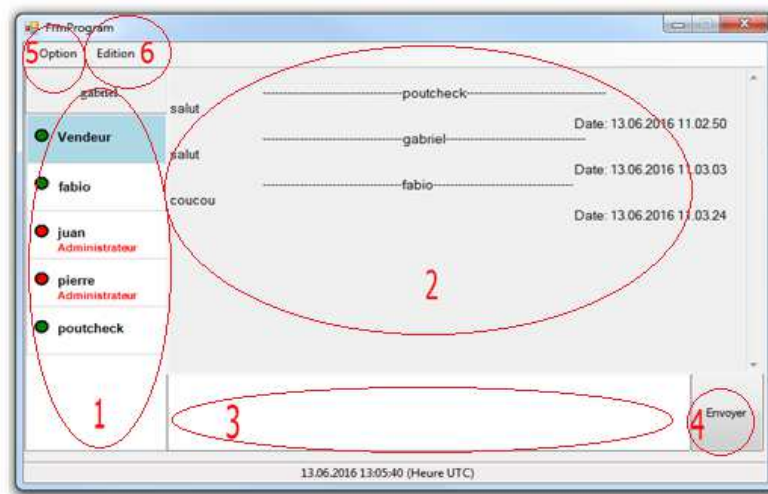 FrmProgram
5 Option Edition 6
gabriel
Vendeur
fabio
juan
Administrateur
pierre
Administrateur
poutcheck
1
----------------------------------poutcheck----------------------------------
salut
Date: 13.06.2016 11.02.50
----------------------------------gabriel----------------------------------
salut
Date: 13.06.2016 11.03.03
----------------------------------fabio----------------------------------
coucou
Date: 13.06.2016 11.03.24
2
3
4 Envoyer
13.06.2016 13:05:40 (Heure UTC)